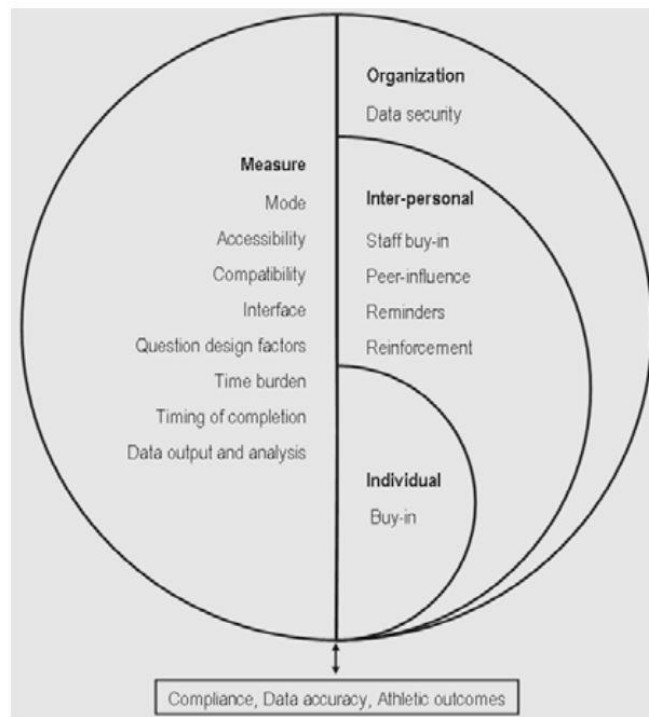 Measure
Mode
Accessibility
Compatibility
Interface
Question design factors
Time burden
Timing of completion
Data output and analysis
Organization
Data security
Inter-personal
Staff buy-in
Peer-influence
Reminders
Reinforcement
Individual
Buy-in
Compliance, Data accuracy, Athletic outcomes